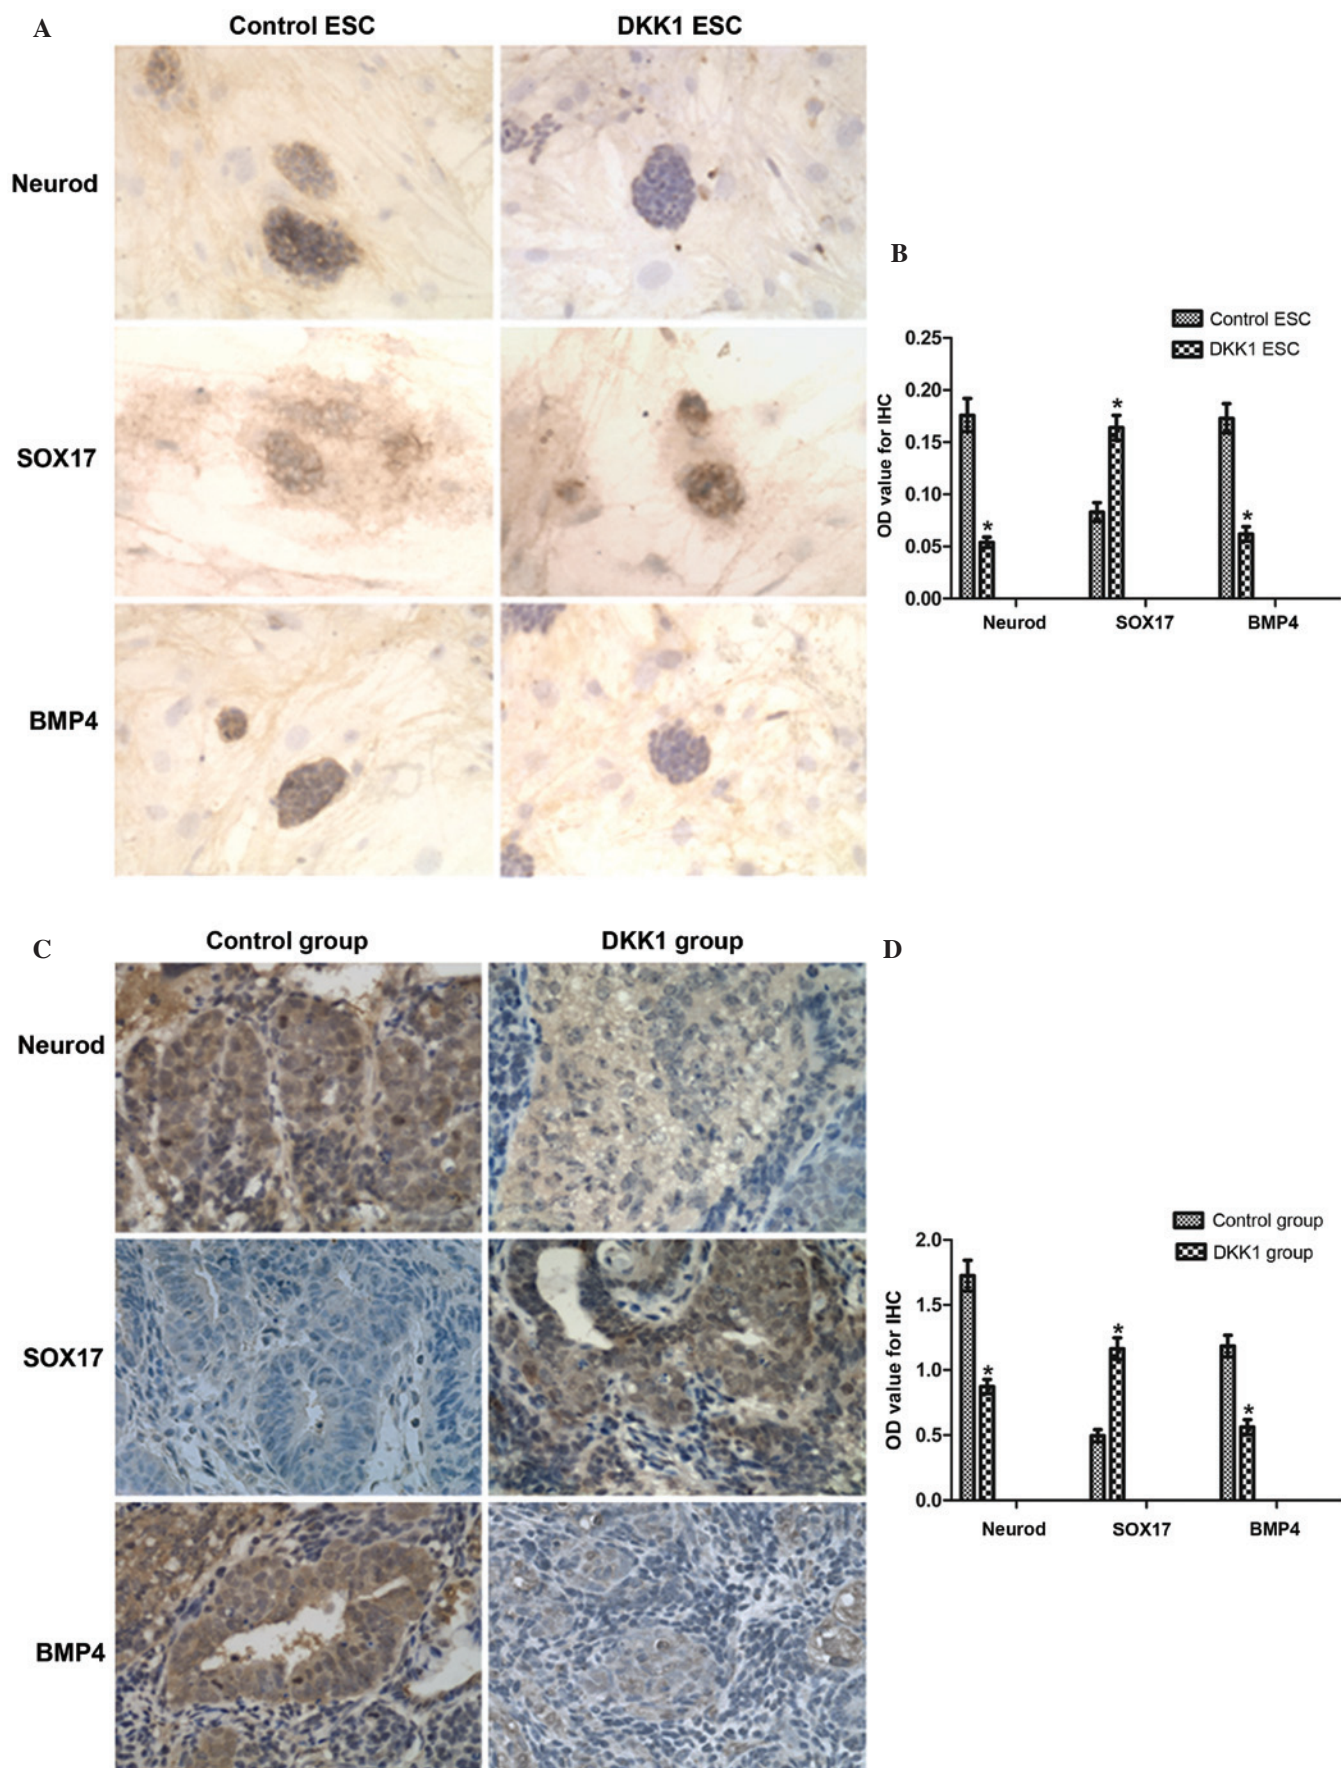 A
Control ESC
DKK1 ESC
Neurod
SOX17
BMP4
B
Control ESC
DKK1 ESC
OD value for IHC
0.25
0.20
0.15
0.10
0.05
0.00
*
*
*
Neurod
SOX17
BMP4
C
Control group
DKK1 group
Neurod
SOX17
BMP4
D
Control group
DKK1 group
OD value for IHC
2.0
1.5
1.0
0.5
0.0
*
*
*
Neurod
SOX17
BMP4